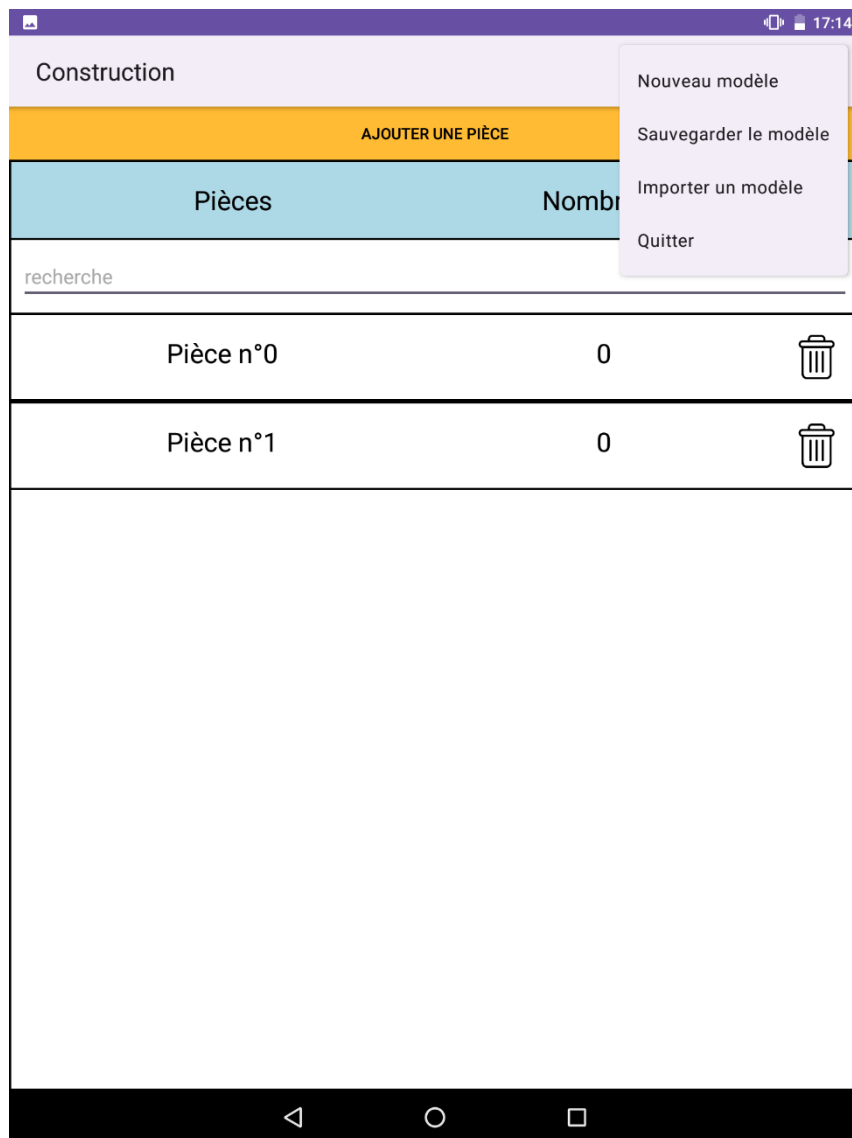 17:14
Construction
Nouveau modèle
AJOUTER UNE PIÈCE
Sauvegarder le modèle
Importer un modèle
Pièces
Nombr
Quitter
recherche
Pièce n°0
0
Pièce n°1
0